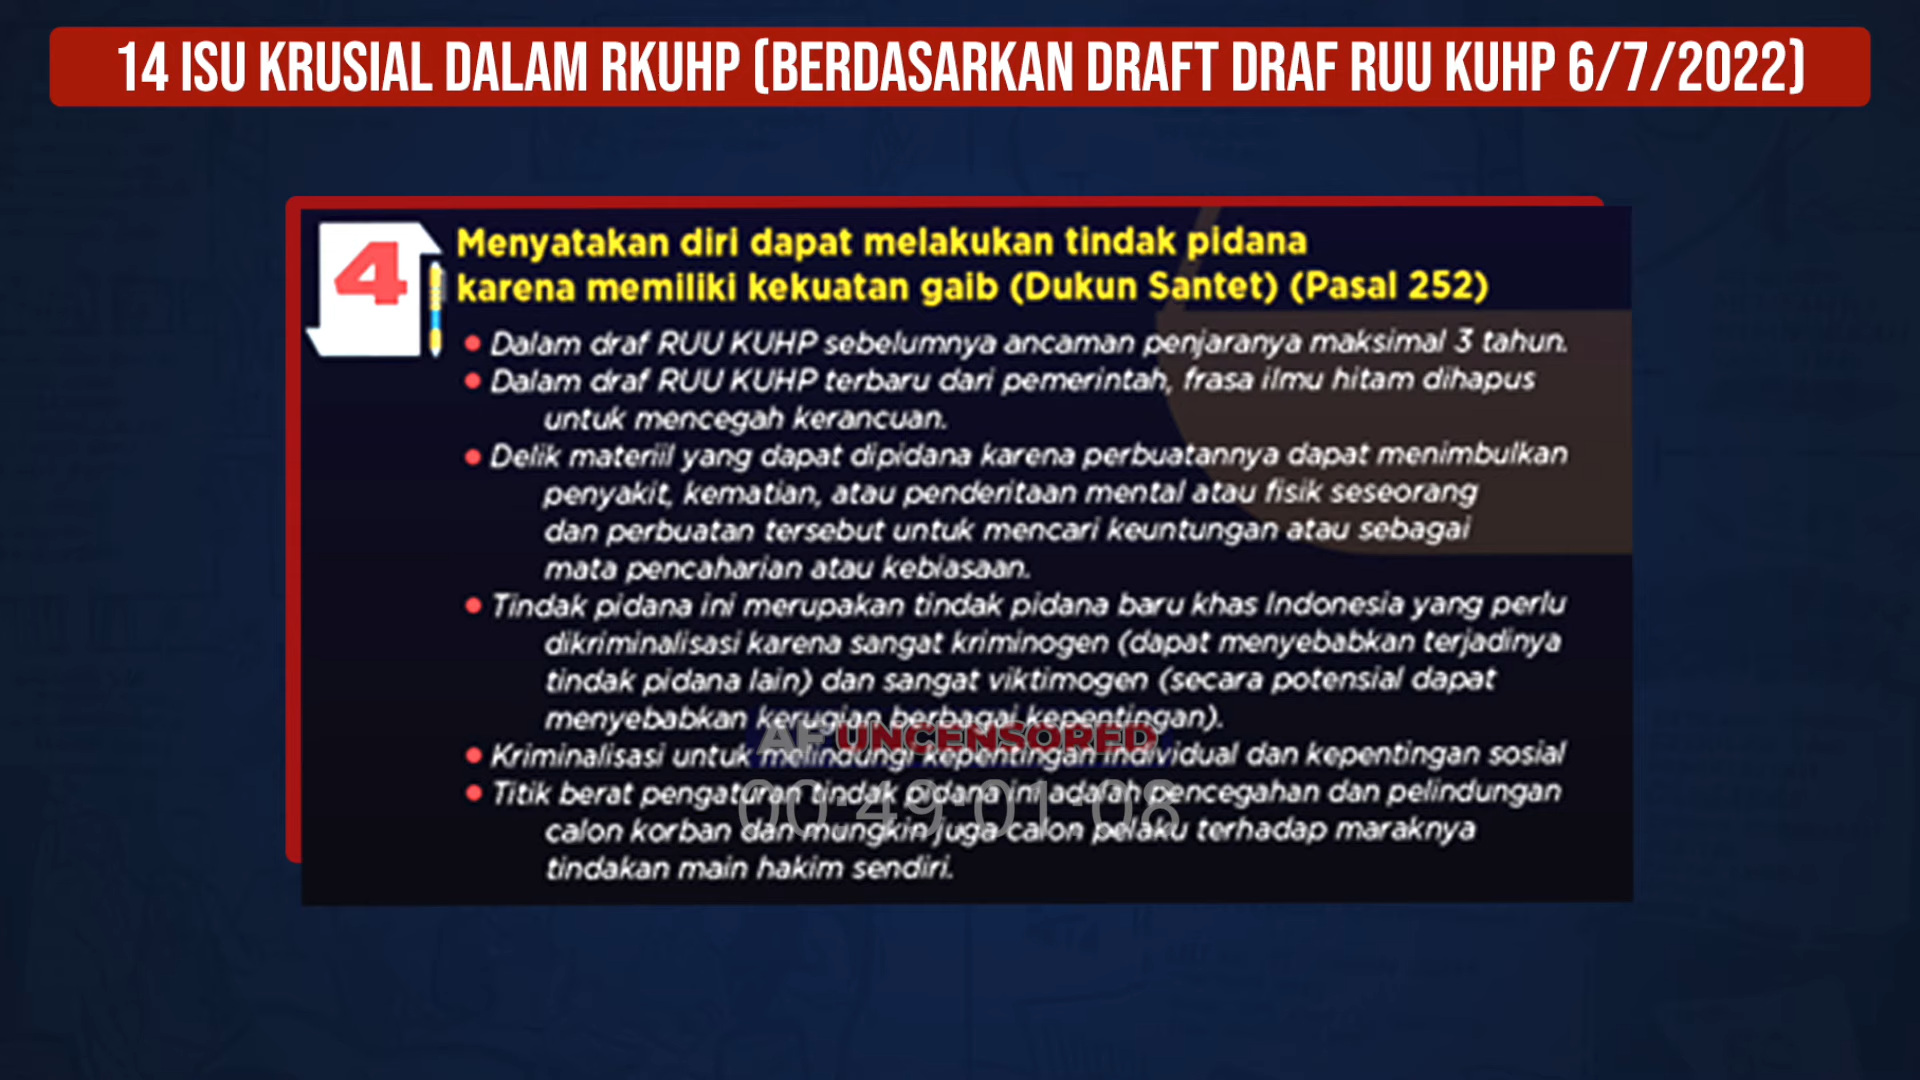 14 ISU KRUSIAL DALAM RKUHP (BERDASARKAN DRAFT DRAF RUU KUHP 6/7/2022)
4
Menyatakan diri dapat melakukan tindak pidana
karena memiliki kekuatan gaib (Dukun Santet) (Pasal 252)
Dalam draf RUU KUHP sebelumnya ancaman penjaranya maksimal 3 tahun.
Dalam draf RUU KUHP terbaru dari pemerintah, frasa ilmu hitam dihapus
untuk mencegah kerancuan.
Delik materiil yang dapat dipidana karena perbuatannya dapat menimbulkan
penyakit, kematian, atau penderitaan mental atau fisik seseorang
dan perbuatan tersebut untuk mencari keuntungan atau sebagai
mata pencaharian atau kebiasaan.
Tindak pidana ini merupakan tindak pidana baru khas Indonesia yang perlu
dikriminalisasi karena sangat kriminogen (dapat menyebabkan terjadinya
tindak pidana lain) dan sangat viktimogen (secara potensial dapat
menyebabkan kerugian berbagai kepentingan).
AF UNCENSORED
Kriminalisasi untuk melindungi kepentingan individual dan kepentingan sosial
Titik berat pengaturan tindak pidana ini adalah pencegahan dan pelindungan
00:49:01:08
calon korban dan mungkin juga calon pelaku terhadap maraknya
tindakan main hakim sendiri.